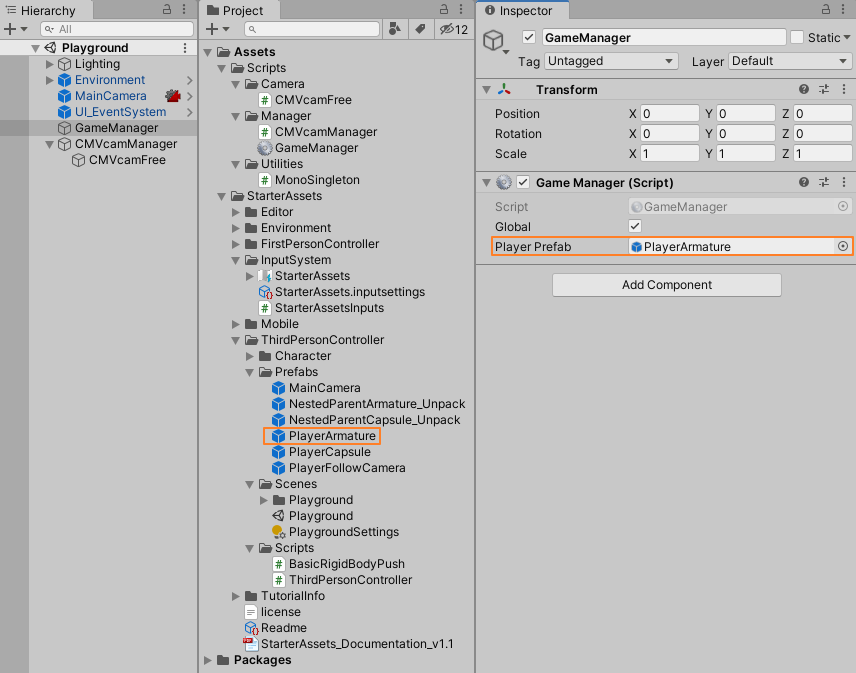 Hierarchy
All
Playground
Lighting
Environment
MainCamera
UI_EventSystem
GameManager
CMVcamManager
CMVcamFree
Project
12
Assets
Scripts
Camera
# CMVcamFree
Manager
# CMVcamManager
GameManager
Utilities
# MonoSingleton
StarterAssets
Editor
Environment
FirstPersonController
InputSystem
StarterAssets
StarterAssets.inputsettings
# StarterAssetsInputs
Mobile
ThirdPersonController
Character
Prefabs
MainCamera
NestedParentArmature_Unpack
NestedParentCapsule_Unpack
PlayerArmature
PlayerCapsule
PlayerFollowCamera
Scenes
Playground
Playground
PlaygroundSettings
Scripts
# BasicRigidBodyPush
# ThirdPersonController
TutorialInfo
license
Readme
PDF StarterAssets_Documentation_v1.1
Packages
Inspector
GameManager Static
Tag Untagged Layer Default
Transform
Position X 0 Y 0 Z 0
Rotation X 0 Y 0 Z 0
Scale X 1 Y 1 Z 1
Game Manager (Script)
Script GameManager
Global
Player Prefab PlayerArmature
Add Component